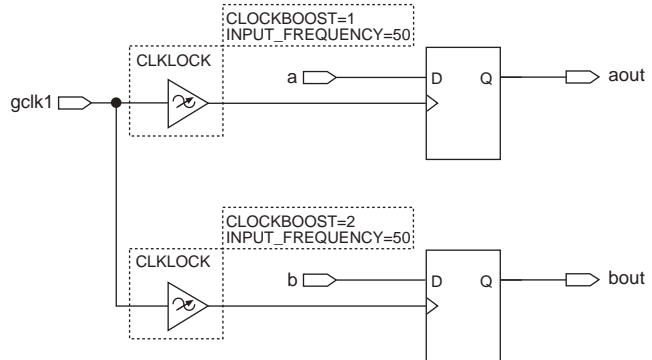 CLOCKBOOST=1
INPUT_FREQUENCY=50
CLKLOCK
a
D
Q
aout
gclk1
CLOCKBOOST=2
INPUT_FREQUENCY=50
CLKLOCK
b
D
Q
bout